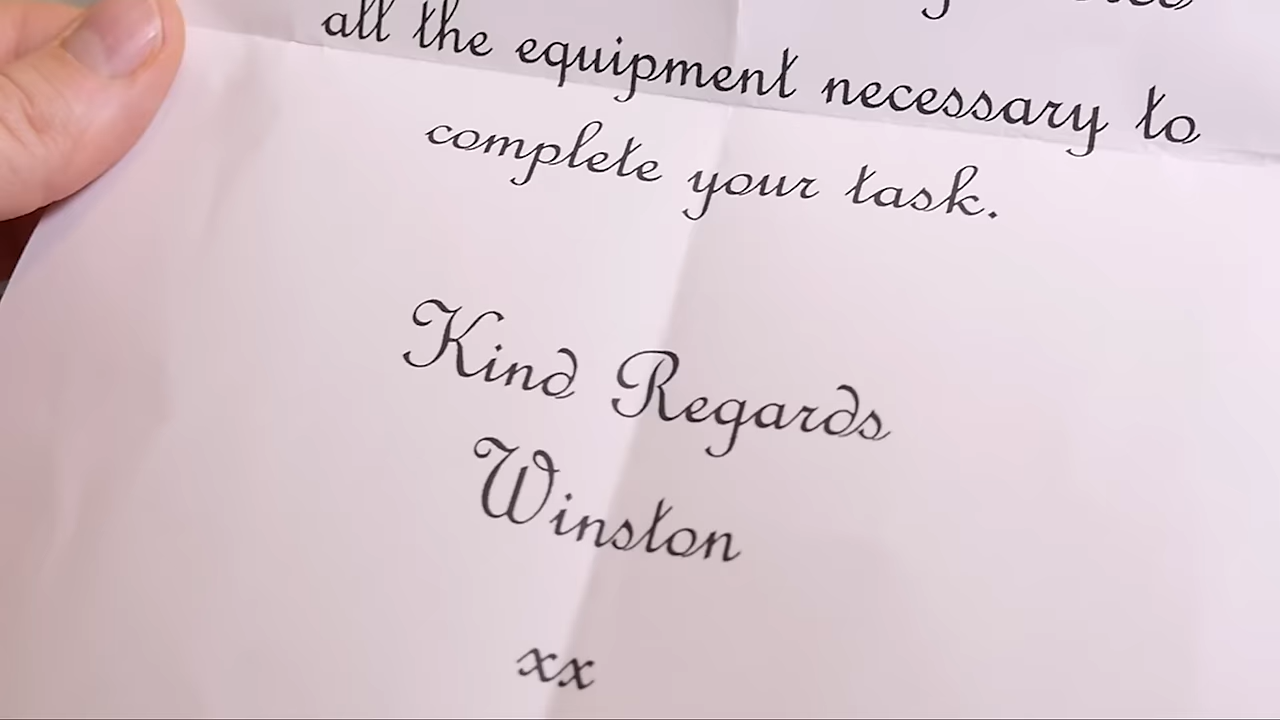 all the equipment necessary to
complete your task.
Kind Regards
Winston
xx